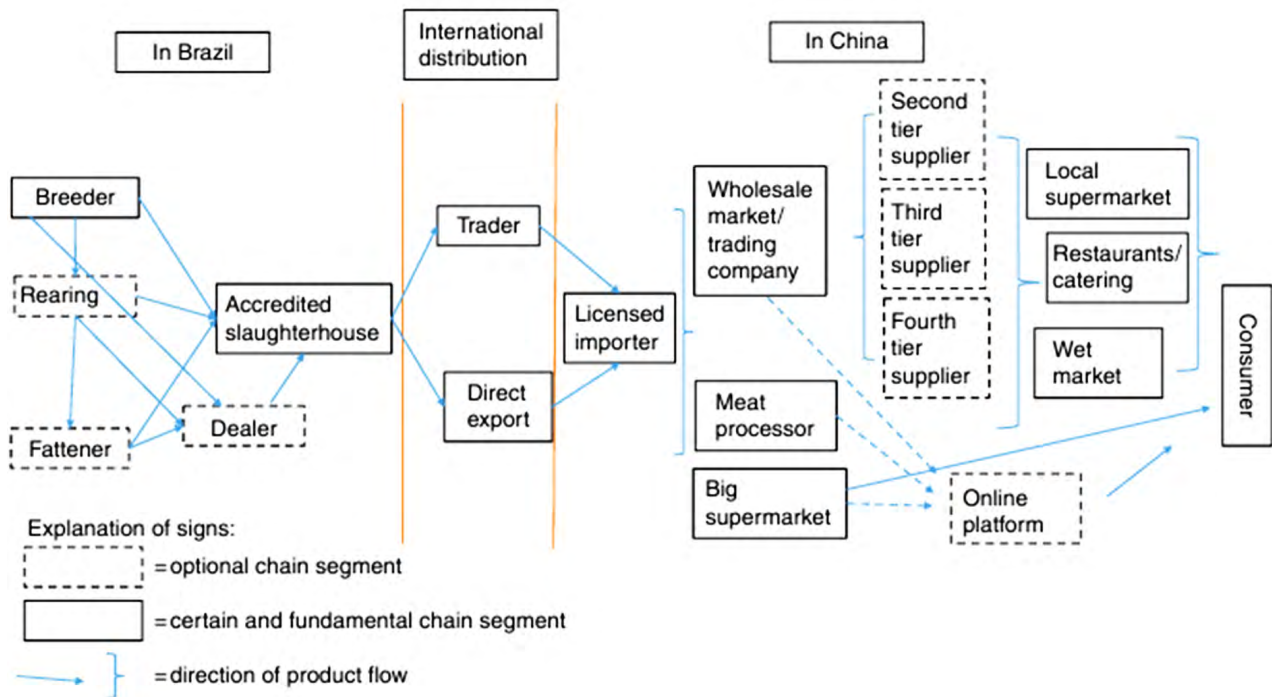 In Brazil
International
distribution
In China
Breeder
Rearing
Fattener
Dealer
Accredited
slaughterhouse
Trader
Direct
export
Licensed
importer
Wholesale
market/
trading
company
Meat
processor
Big
supermarket
Second
tier
supplier
Third
tier
supplier
Fourth
tier
supplier
Local
supermarket
Restaurants/
catering
Wet
market
Online
platform
Consumer
Explanation of signs:
=optional chain segment
=certain and fundamental chain segment
=direction of product flow